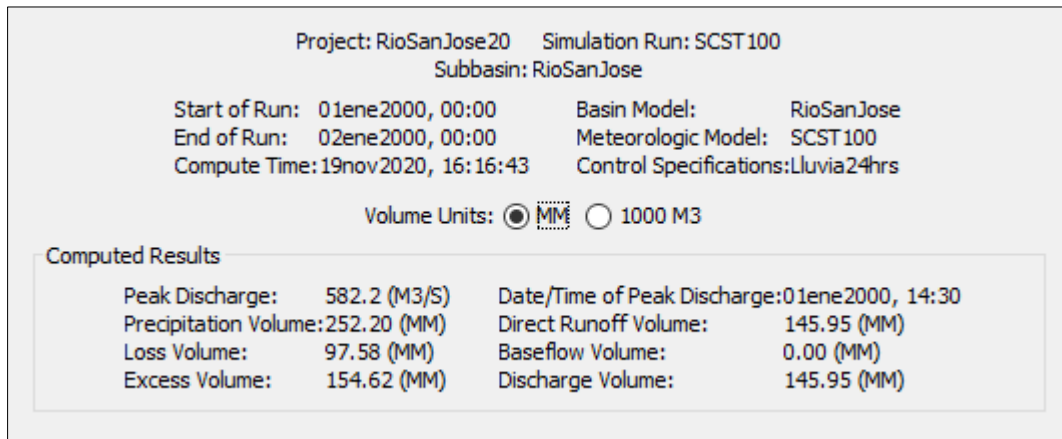 Project: RioSanJose20 Simulation Run: SCST100
Subbasin: RioSanJose
Start of Run: 01ene2000, 00:00 Basin Model: RioSanJose
End of Run: 02ene2000, 00:00 Meteorologic Model: SCST100
Compute Time:19nov2020, 16:16:43 Control Specifications:Lluvia24hrs
Volume Units: MM 1000 M3
Computed Results
Peak Discharge: 582.2 (M3/S) Date/Time of Peak Discharge:01ene2000, 14:30
Precipitation Volume:252.20 (MM) Direct Runoff Volume: 145.95 (MM)
Loss Volume: 97.58 (MM) Baseflow Volume: 0.00 (MM)
Excess Volume: 154.62 (MM) Discharge Volume: 145.95 (MM)